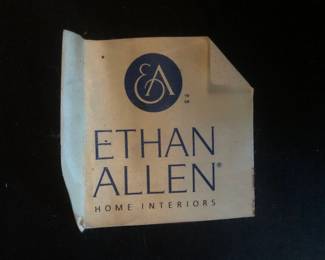 EA
ETHAN
ALLEN®
HOME INTERIORS